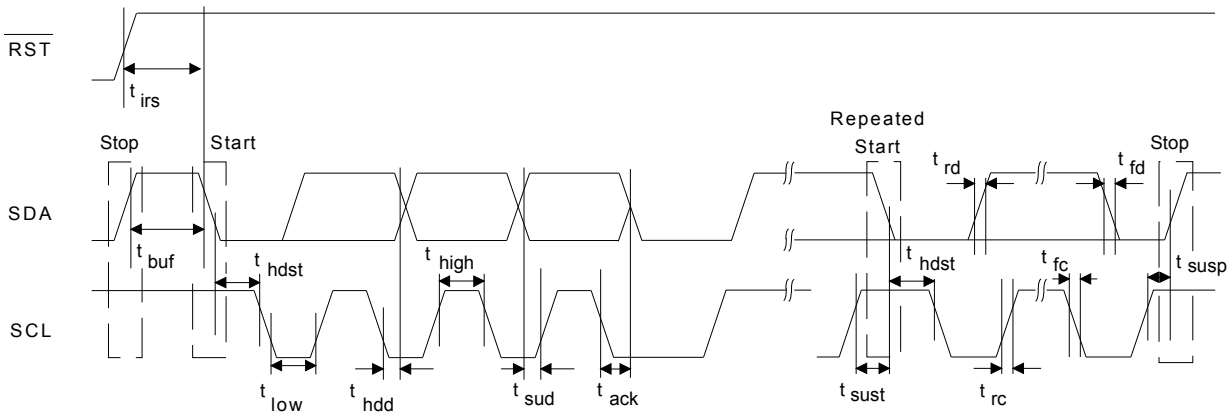 RST
t irs
Repeated
Stop Start Start Stop
t rd t fd
SDA
t buf t hdst t high t hdst t fc t susp
SCL
t low t hdd t sud t ack t sust t rc